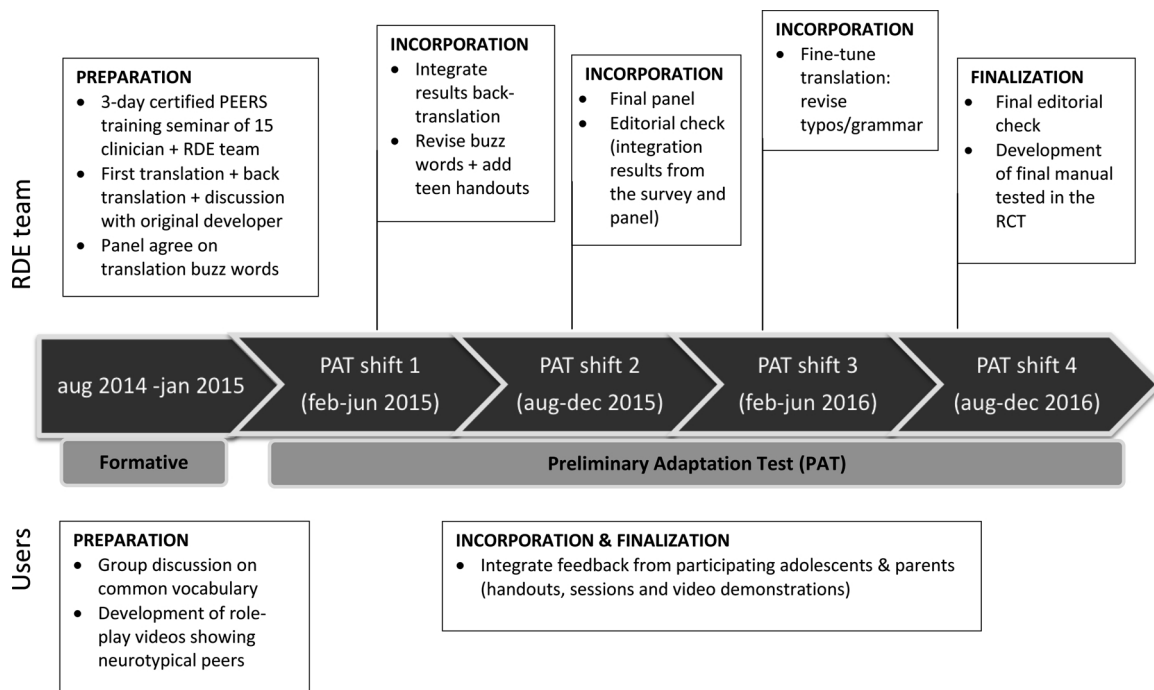 RDE team
PREPARATION
• 3-day certified PEERS
training seminar of 15
clinician + RDE team
• First translation + back
translation + discussion
with original developer
• Panel agree on
translation buzz words
INCORPORATION
• Integrate
results back-
translation
• Revise buzz
words + add
teen handouts
INCORPORATION
• Final panel
• Editorial check
(integration
results from
the survey and
panel)
INCORPORATION
• Fine-tune
translation:
revise
typos/grammar
FINALIZATION
• Final editorial
check
• Development
of final manual
tested in the
RCT
aug 2014 -jan 2015
PAT shift 1
(feb-jun 2015)
PAT shift 2
(aug-dec 2015)
PAT shift 3
(feb-jun 2016)
PAT shift 4
(aug-dec 2016)
Formative
Preliminary Adaptation Test (PAT)
Users
PREPARATION
• Group discussion on
common vocabulary
• Development of role-
play videos showing
neurotypical peers
INCORPORATION & FINALIZATION
• Integrate feedback from participating adolescents & parents
(handouts, sessions and video demonstrations)